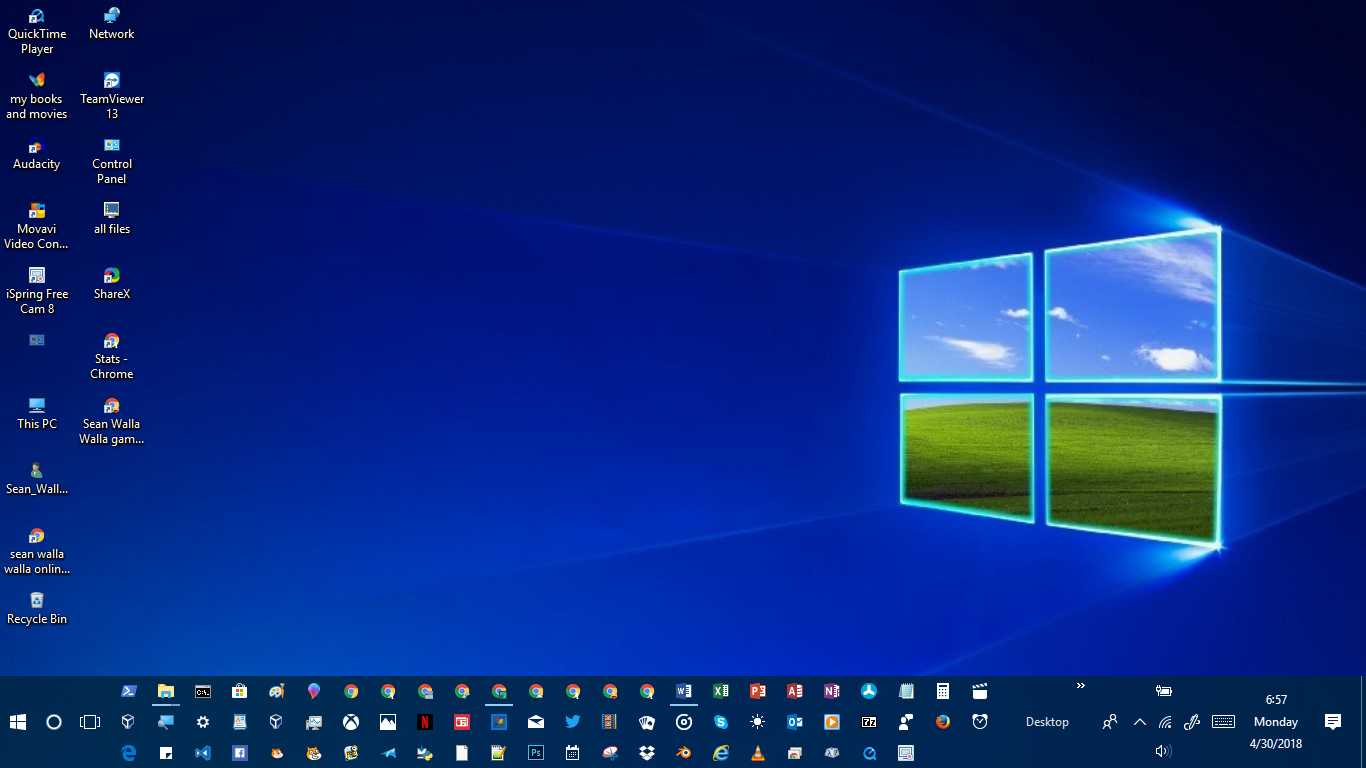 QuickTime
Player
Network
my books
and movies
TeamViewer
13
Audacity
Control
Panel
Movavi
Video Con...
all files
iSpring Free
Cam 8
ShareX
Stats -
Chrome
This PC
Sean Walla
Walla gam...
Sean_Wall...
sean walla
walla onlin...
Recycle Bin
6:57
Desktop
Monday
4/30/2018